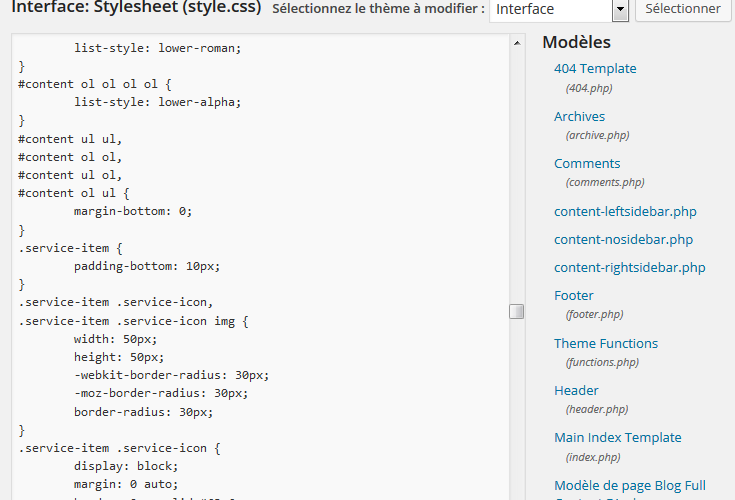 Interface: Stylesheet (style.css) Sélectionnez le thème à modifier : Interface Sélectionner
list-style: lower-roman;
}
#content ol ol ol ol {
list-style: lower-alpha;
}
#content ul ul,
#content ol ol,
#content ul ol,
#content ol ul {
margin-bottom: 0;
}
.service-item {
padding-bottom: 10px;
}
.service-item .service-icon,
.service-item .service-icon img {
width: 50px;
height: 50px;
-webkit-border-radius: 30px;
-moz-border-radius: 30px;
border-radius: 30px;
}
.service-item .service-icon {
display: block;
margin: 0 auto;
Modèles
404 Template
(404.php)
Archives
(archive.php)
Comments
(comments.php)
content-leftsidebar.php
content-nosidebar.php
content-rightsidebar.php
Footer
(footer.php)
Theme Functions
(functions.php)
Header
(header.php)
Main Index Template
(index.php)
Modèle de page Blog Full